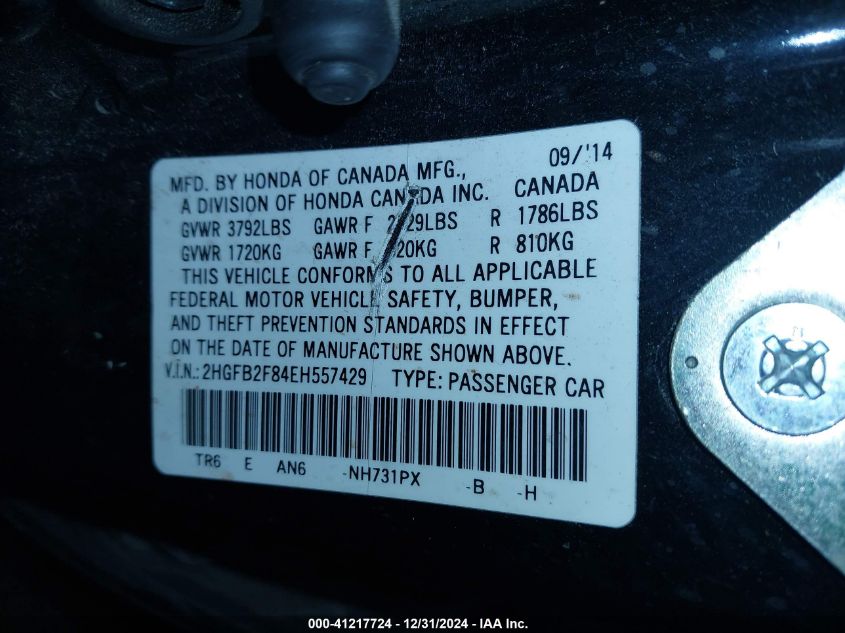 MFD. BY HONDA OF CANADA MFG., 09/'14
A DIVISION OF HONDA CANADA INC. CANADA
GVWR 3792LBS GAWR F LBS R 1786LBS
GVWR 1720KG GAWR F KG R 810KG
THIS VEHICLE CONFORMS TO ALL APPLICABLE
FEDERAL MOTOR VEHICLE SAFETY, BUMPER,
AND THEFT PREVENTION STANDARDS IN EFFECT
ON THE DATE OF MANUFACTURE SHOWN ABOVE.
V.I.N.: 2HGFB2F84EH557429 TYPE: PASSENGER CAR
TR6 E AN6 -NH731PX -B -H
000-41217724 - 12/31/2024 - IAA Inc.